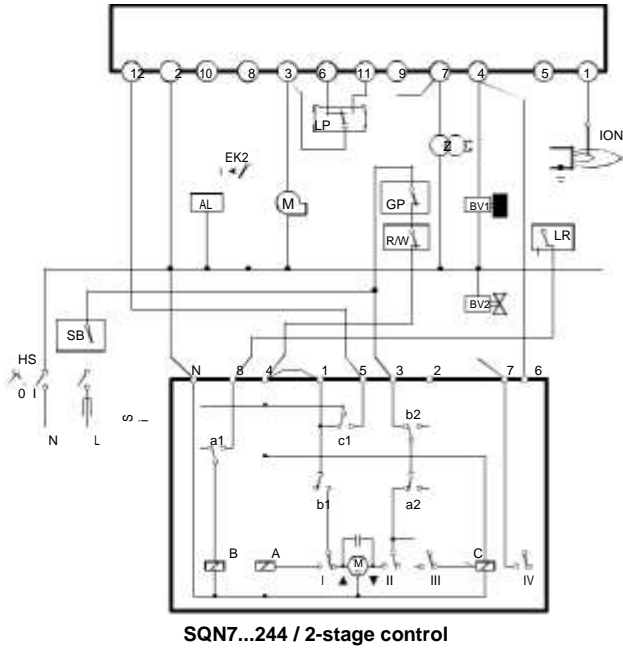 12 2 10 8 3 6 11 9 7 4 5 1
LP
ION
Z
EK2
AL
M
GP
BV1
R/W
LR
BV2
SB
HS
0 I
N L
S
N 8 4 1 5 3 2 7 6
b2
a1 c1
b1 a2
B A M C
I II III IV
SQN7...244 / 2-stage control